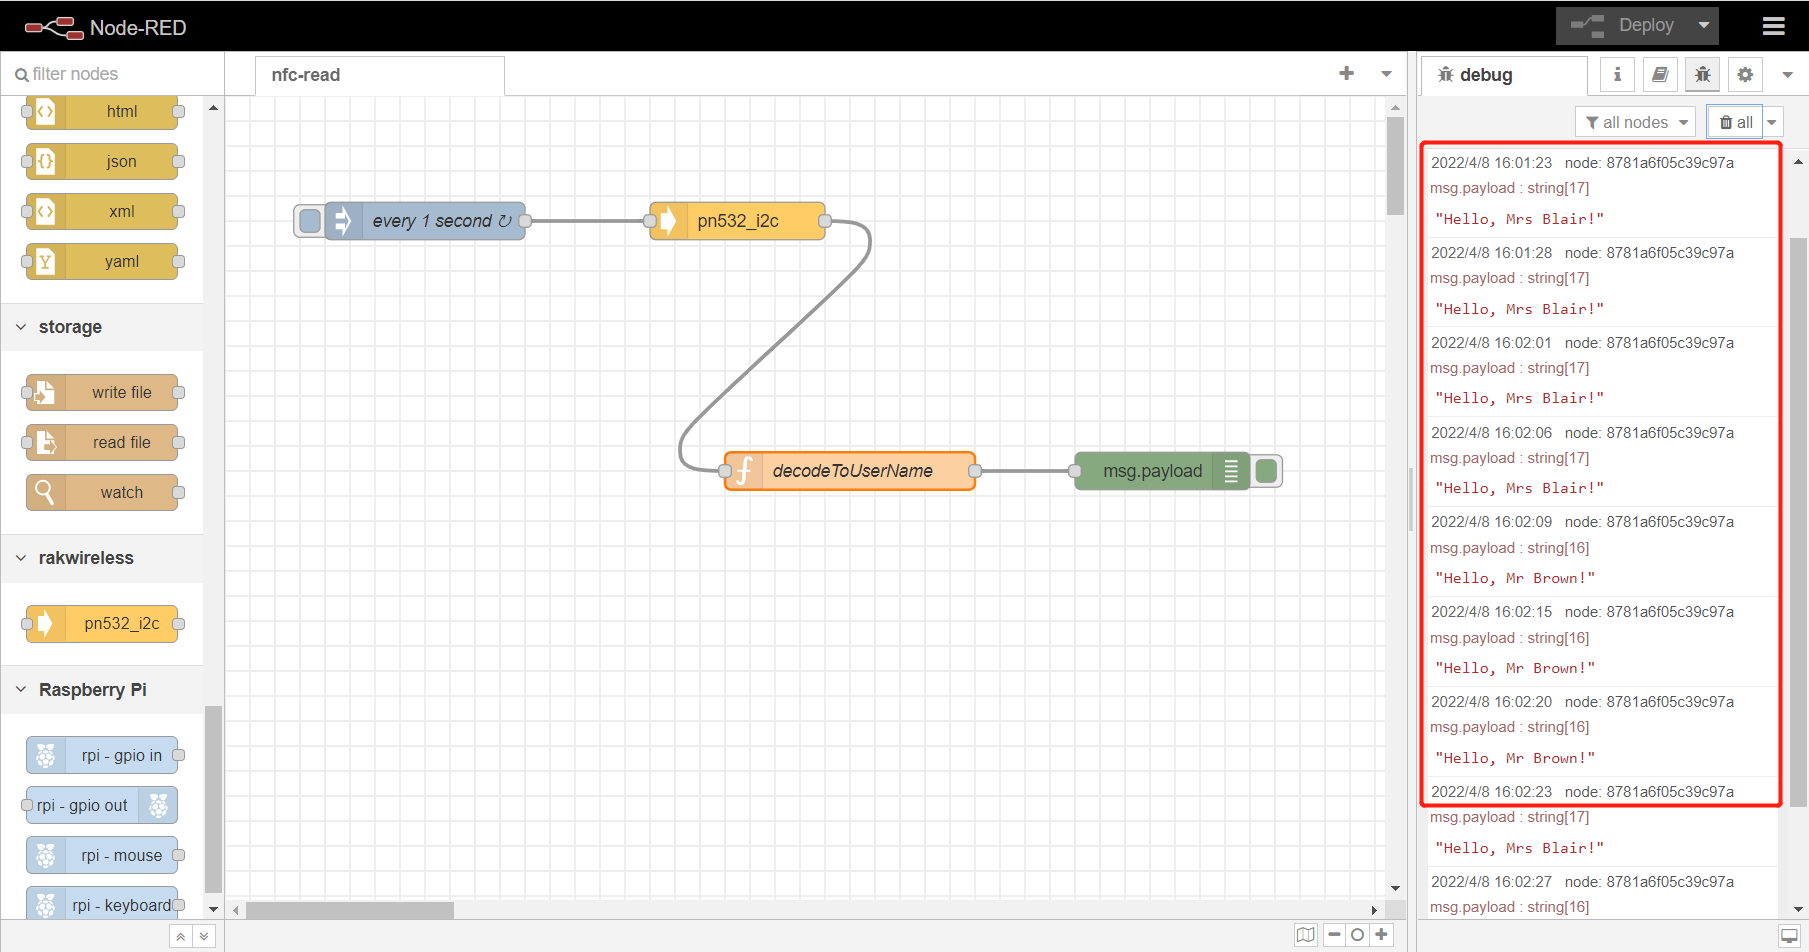 Node-RED
Deploy
filter nodes
html
json
xml
yaml
storage
write file
read file
watch
rakwireless
pn532_i2c
Raspberry Pi
rpi - gpio in
rpi - gpio out
rpi - mouse
rpi - keyboard
nfc-read
every 1 second ↻
pn532_i2c
decodeToUserName
msg.payload
debug
all nodes
all
2022/4/8 16:01:23 node: 8781a6f05c39c97a
msg.payload : string[17]
"Hello, Mrs Blair!"
2022/4/8 16:01:28 node: 8781a6f05c39c97a
msg.payload : string[17]
"Hello, Mrs Blair!"
2022/4/8 16:02:01 node: 8781a6f05c39c97a
msg.payload : string[17]
"Hello, Mrs Blair!"
2022/4/8 16:02:06 node: 8781a6f05c39c97a
msg.payload : string[17]
"Hello, Mrs Blair!"
2022/4/8 16:02:09 node: 8781a6f05c39c97a
msg.payload : string[16]
"Hello, Mr Brown!"
2022/4/8 16:02:15 node: 8781a6f05c39c97a
msg.payload : string[16]
"Hello, Mr Brown!"
2022/4/8 16:02:20 node: 8781a6f05c39c97a
msg.payload : string[16]
"Hello, Mr Brown!"
2022/4/8 16:02:23 node: 8781a6f05c39c97a
msg.payload : string[17]
"Hello, Mrs Blair!"
2022/4/8 16:02:27 node: 8781a6f05c39c97a
msg.payload : string[16]